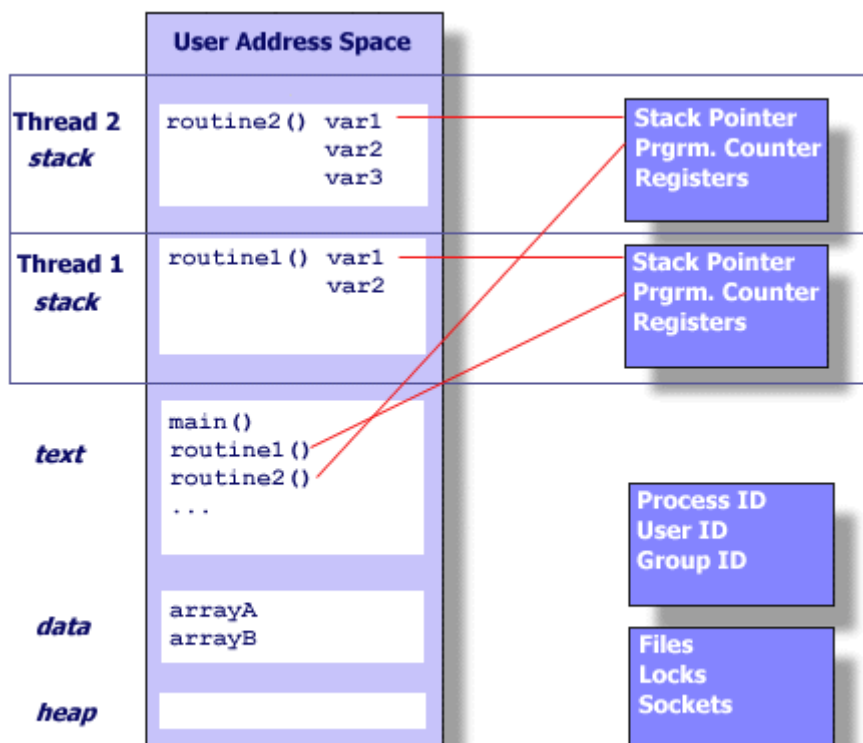 User Address Space
Thread 2
stack
routine2() var1
var2
var3
Stack Pointer
Prgrm. Counter
Registers
Thread 1
stack
routine1() var1
var2
Stack Pointer
Prgrm. Counter
Registers
text
main()
routine1()
routine2()
...
Process ID
User ID
Group ID
data
arrayA
arrayB
Files
Locks
Sockets
heap